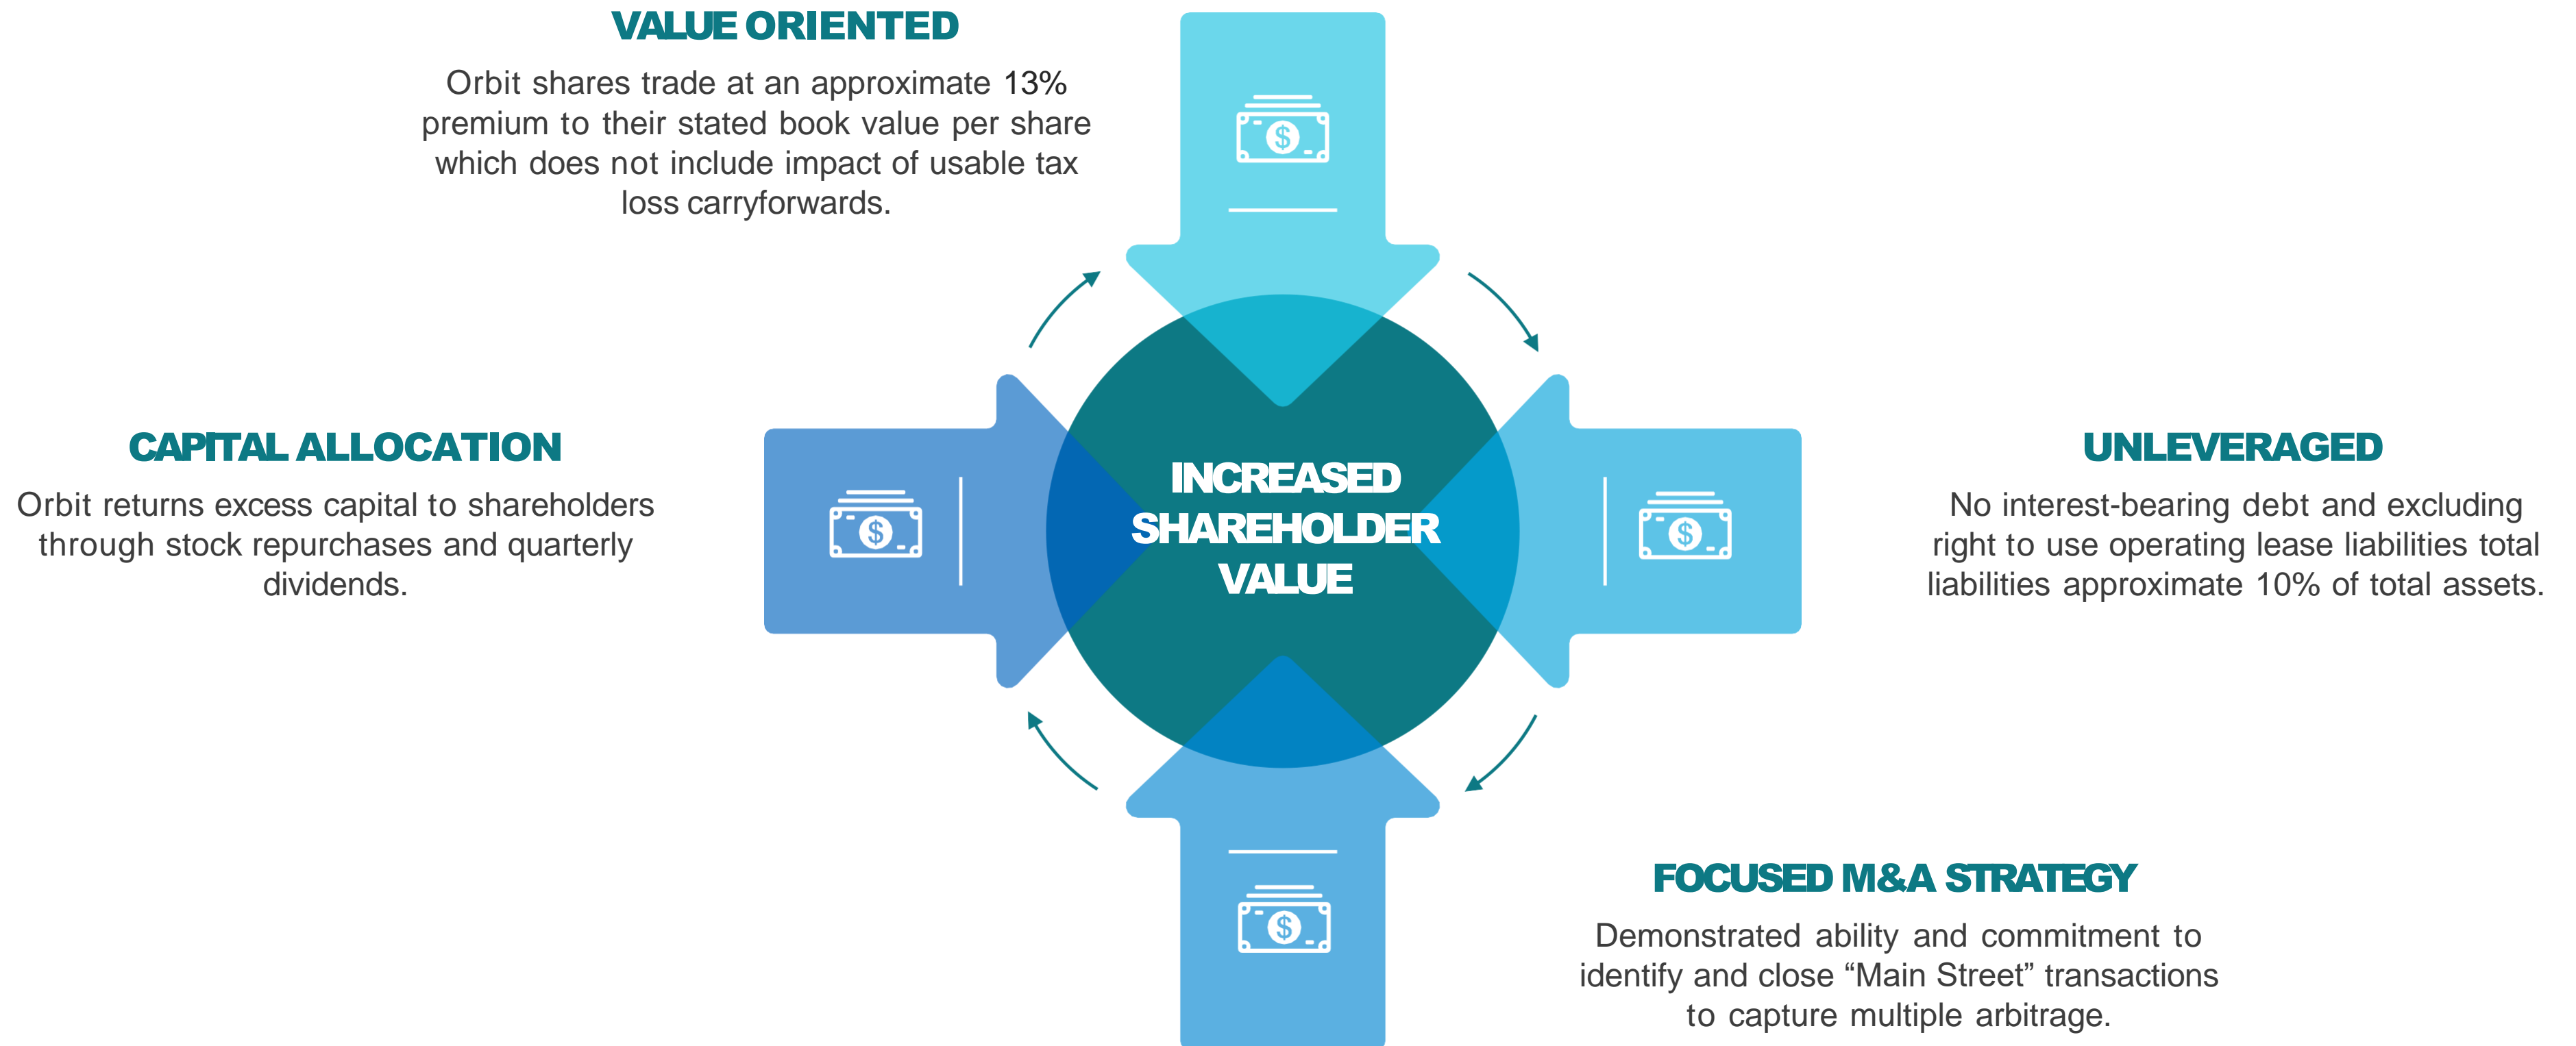 VALUE ORIENTED
Orbit shares trade at an approximate 13%
premium to their stated book value per share
which does not include impact of usable tax
loss carryforwards.
CAPITAL ALLOCATION
Orbit returns excess capital to shareholders
through stock repurchases and quarterly
dividends.
INCREASED
SHAREHOLDER
VALUE
UNLEVERAGED
No interest-bearing debt and excluding
right to use operating lease liabilities total
liabilities approximate 10% of total assets.
FOCUSED M&A STRATEGY
Demonstrated ability and commitment to
identify and close “Main Street” transactions
to capture multiple arbitrage.